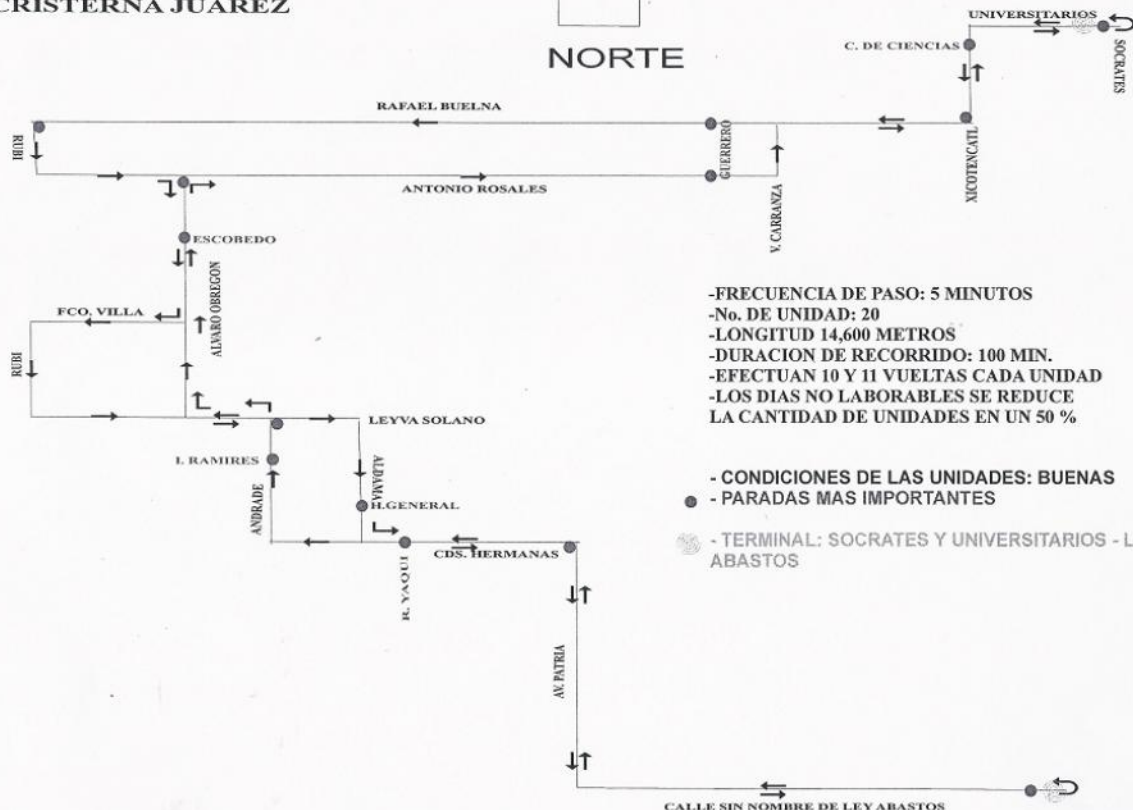 CRISTERNA JUAREZ
NORTE
UNIVERSITARIOS
C. DE CIENCIAS
SOCRATES
RAFAEL BUELNA
GUERRERO
XICOTENCATL
RUBI
ANTONIO ROSALES
V. CARRANZA
ESCOBEDO
ALVARO OBREGON
FCO. VILLA
RUBI
-FRECUENCIA DE PASO: 5 MINUTOS
-No. DE UNIDAD: 20
-LONGITUD 14,600 METROS
-DURACION DE RECORRIDO: 100 MIN.
-EFECTUAN 10 Y 11 VUELTAS CADA UNIDAD
-LOS DIAS NO LABORABLES SE REDUCE
LA CANTIDAD DE UNIDADES EN UN 50 %
LEYVA SOLANO
I. RAMIRES
ALDAMA
ANDRADE
H.GENERAL
- CONDICIONES DE LAS UNIDADES: BUENAS
- PARADAS MAS IMPORTANTES
- TERMINAL: SOCRATES Y UNIVERSITARIOS - L
ABASTOS
CDS. HERMANAS
R. YAQUI
AV. PATRIA
CALLE SIN NOMBRE DE LEY ABASTOS